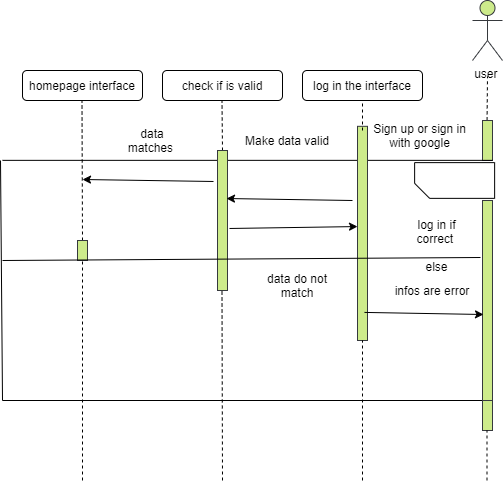 user
homepage interface
check if is valid
log in the interface
data
matches
Make data valid
Sign up or sign in
with google
log in if
correct
else
data do not
match
infos are error